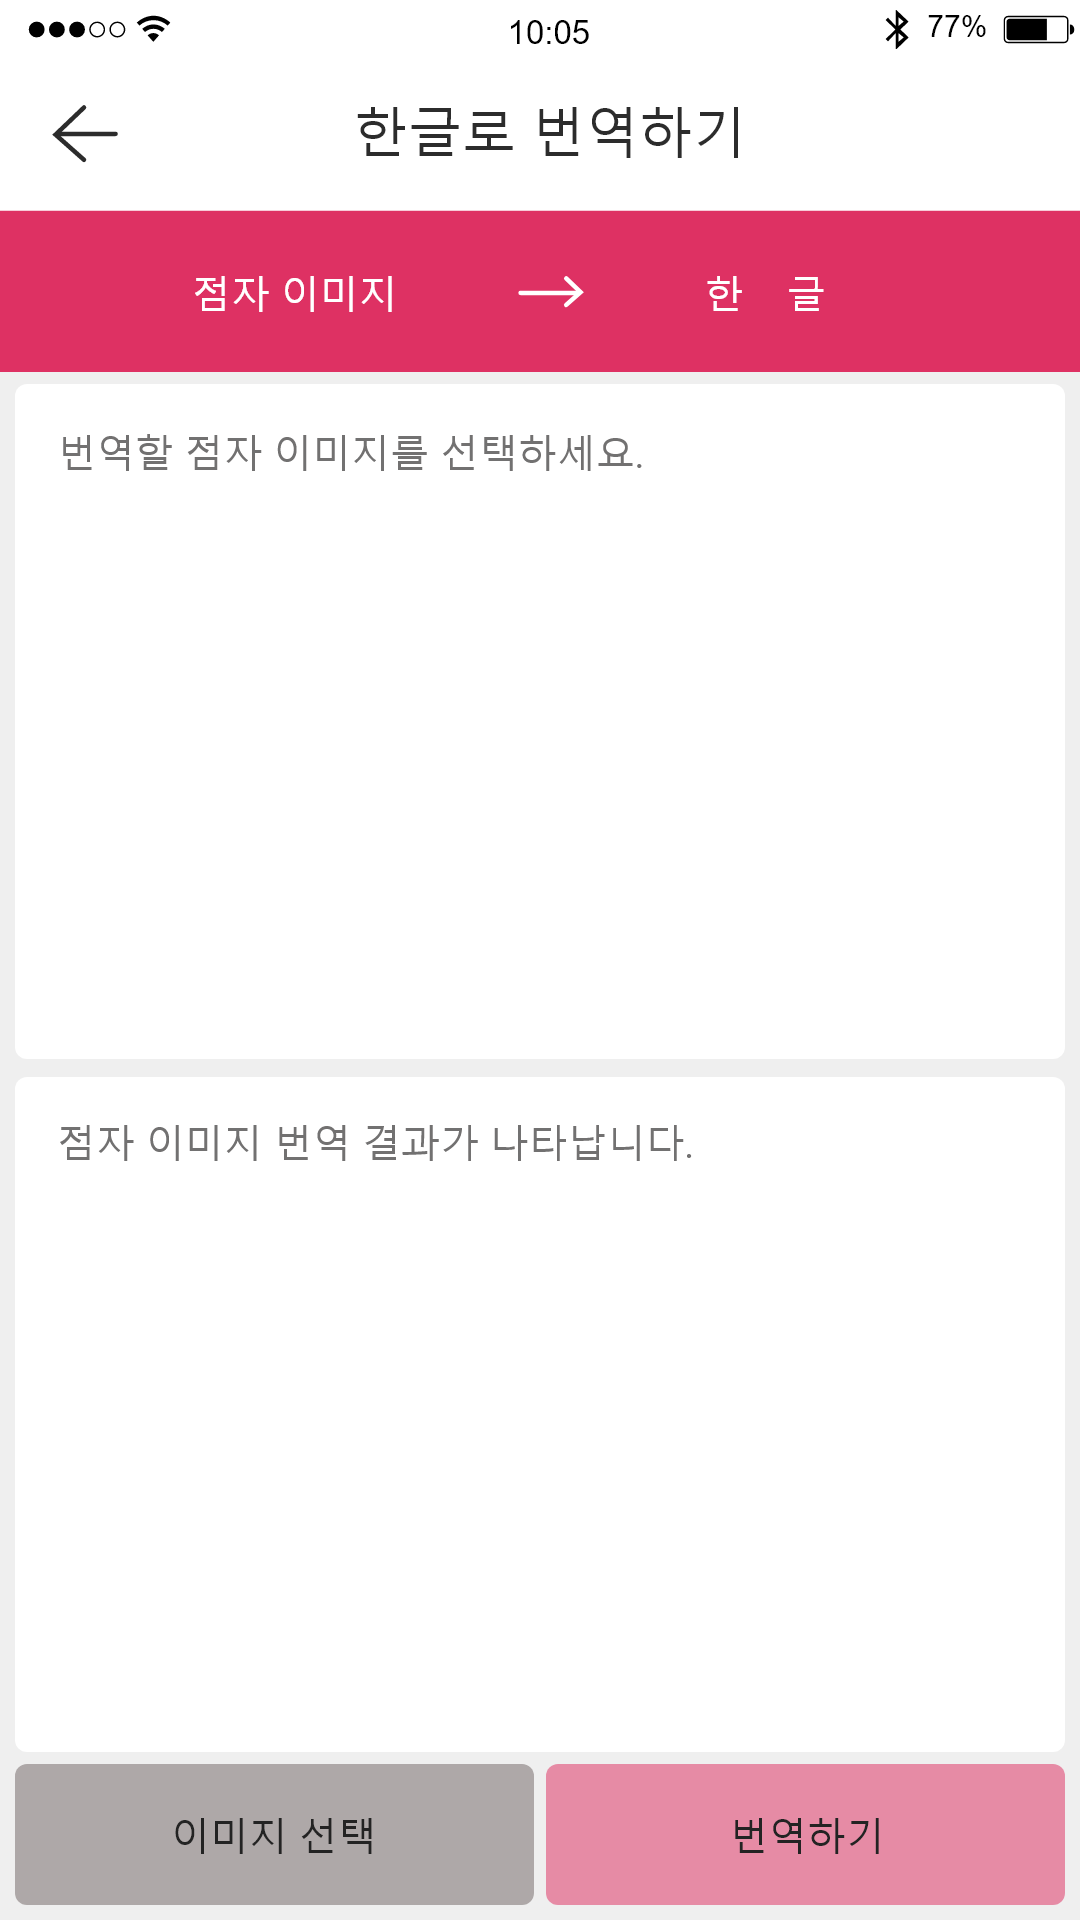 10:05
77%
한글로 번역하기
점자 이미지
한 글
번역할 점자 이미지를 선택하세요.
점자 이미지 번역 결과가 나타납니다.
이미지 선택
번역하기